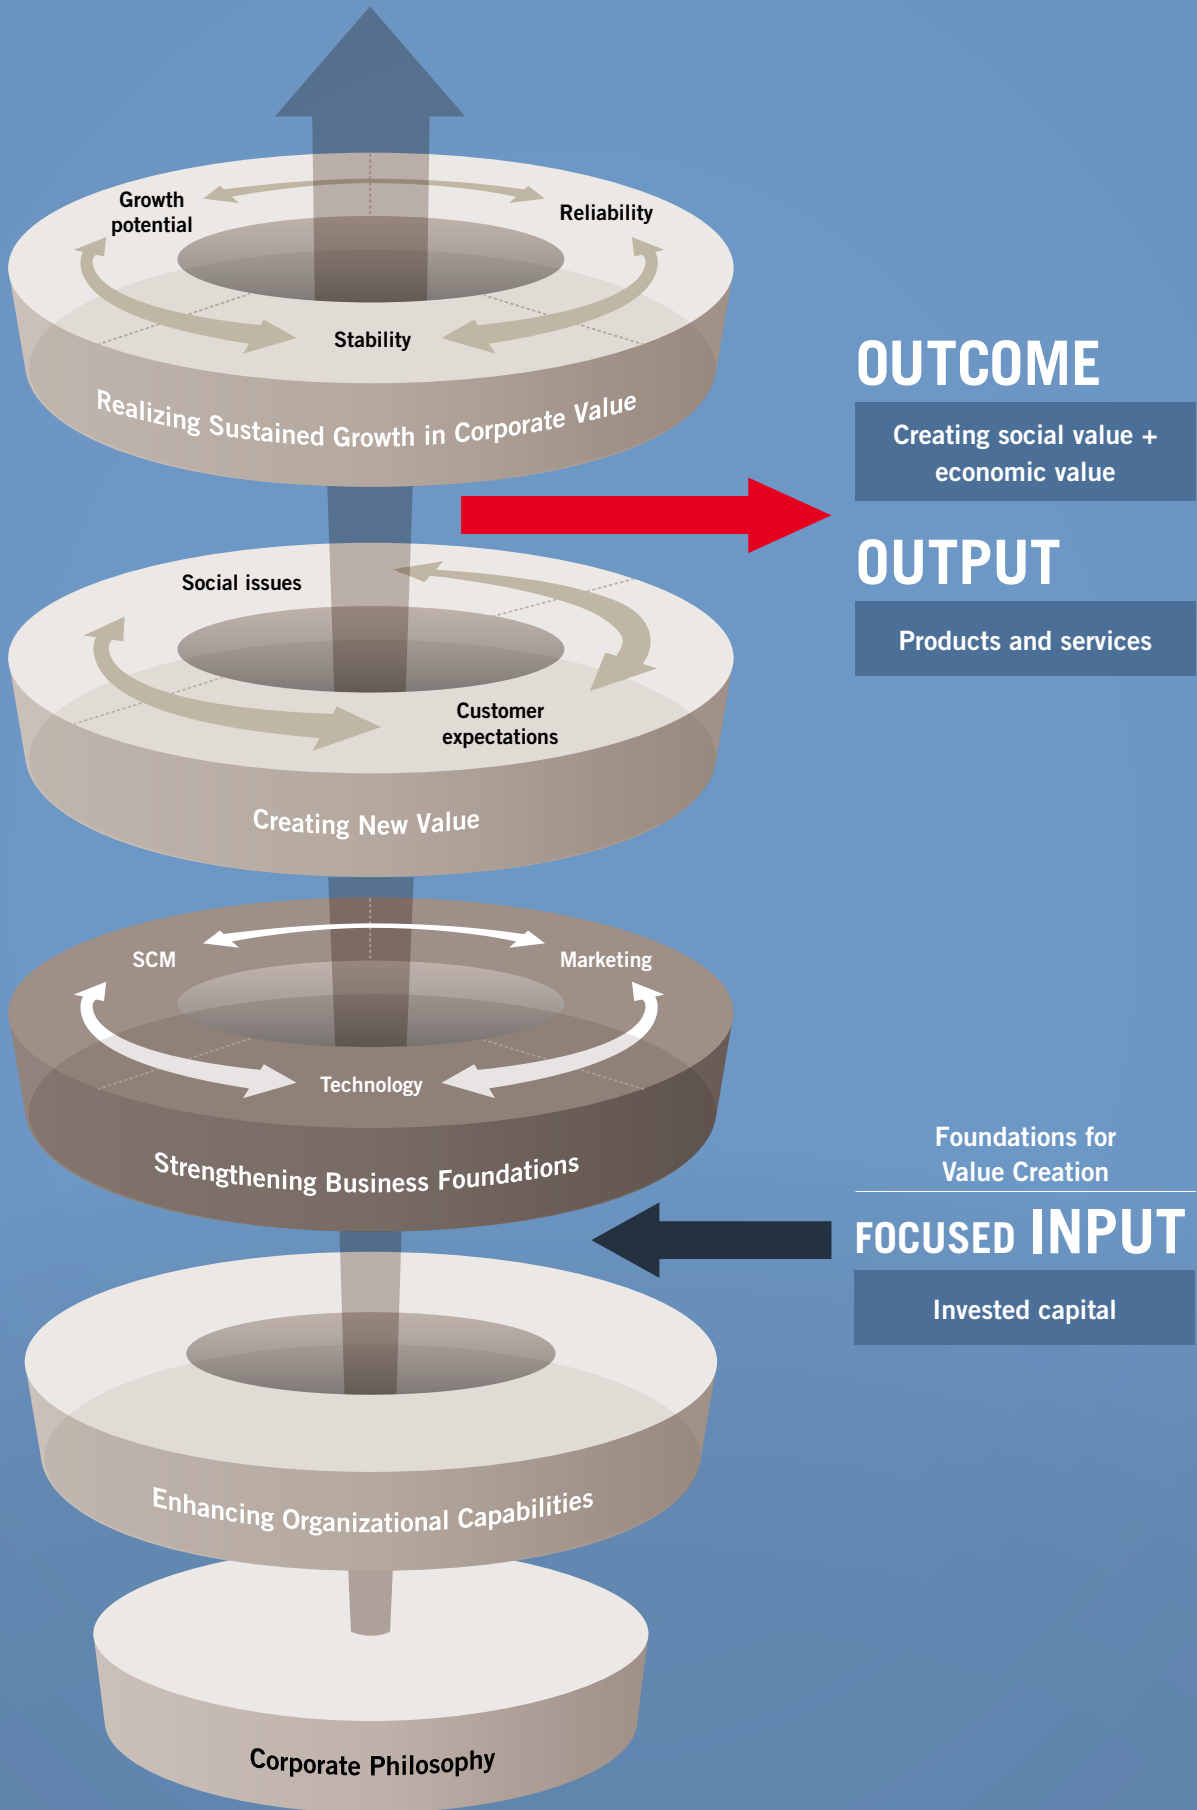 Growth
potential
Reliability
Stability
Realizing Sustained Growth in Corporate Value
OUTCOME
Creating social value +
economic value
OUTPUT
Products and services
Social issues
Customer
expectations
Creating New Value
SCM
Marketing
Technology
Strengthening Business Foundations
Foundations for
Value Creation
FOCUSED INPUT
Invested capital
Enhancing Organizational Capabilities
Corporate Philosophy